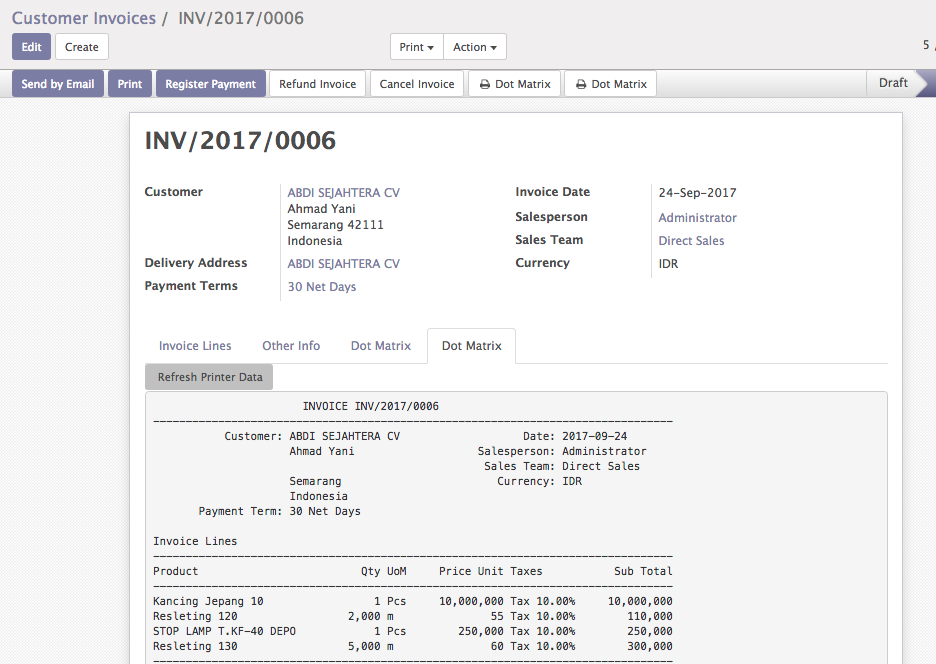 Customer Invoices / INV/2017/0006
Edit Create Print Action 5 /
Send by Email Print Register Payment Refund Invoice Cancel Invoice Dot Matrix Dot Matrix Draft
INV/2017/0006
Customer ABDI SEJAHTERA CV Invoice Date 24-Sep-2017
Ahmad Yani
Semarang 42111 Salesperson Administrator
Indonesia Sales Team Direct Sales
Delivery Address ABDI SEJAHTERA CV Currency IDR
Payment Terms 30 Net Days
Invoice Lines Other Info Dot Matrix Dot Matrix
Refresh Printer Data
INVOICE INV/2017/0006
Customer: ABDI SEJAHTERA CV Date: 2017-09-24
Ahmad Yani Salesperson: Administrator
Sales Team: Direct Sales
Semarang Currency: IDR
Indonesia
Payment Term: 30 Net Days
Invoice Lines
Product Qty UoM Price Unit Taxes Sub Total
Kancing Jepang 10 1 Pcs 10,000,000 Tax 10.00% 10,000,000
Resleting 120 2,000 m 55 Tax 10.00% 110,000
STOP LAMP T.KF-40 DEPO 1 Pcs 250,000 Tax 10.00% 250,000
Resleting 130 5,000 m 60 Tax 10.00% 300,000